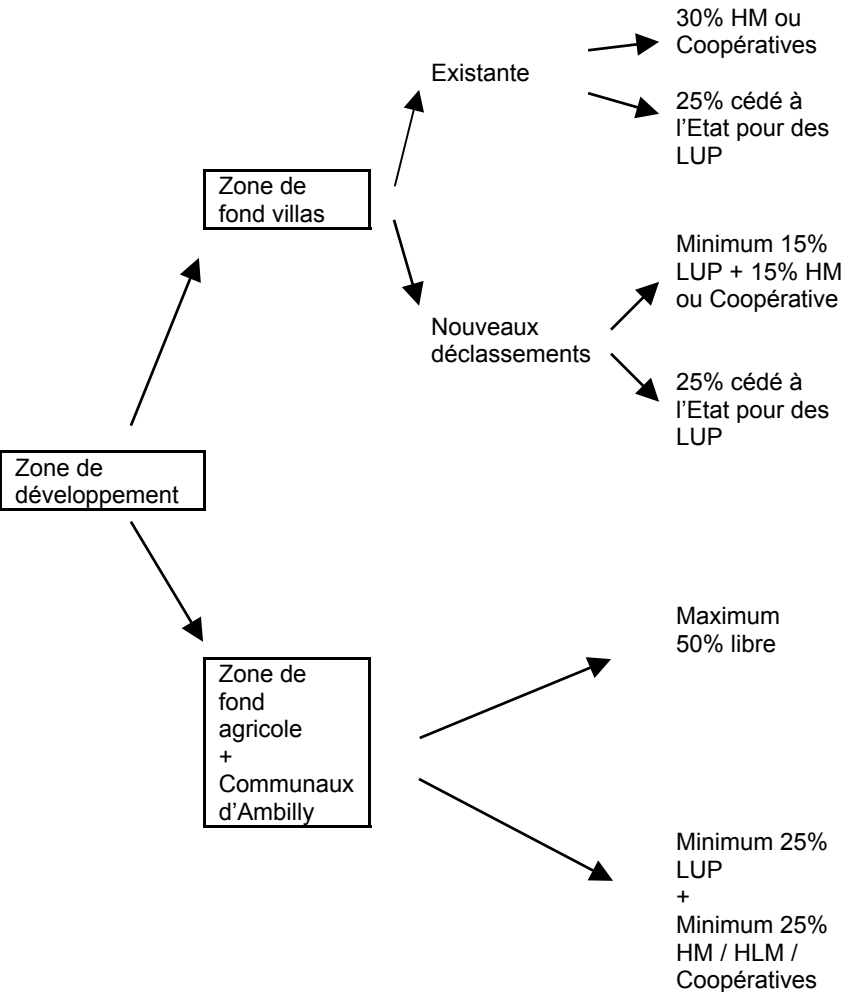 30% HM ou
Coopératives
Existante
25% cédé à
l’Etat pour des
LUP
Zone de
fond villas
Minimum 15%
LUP + 15% HM
ou Coopérative
Nouveaux
déclassements
25% cédé à
l’Etat pour des
LUP
Zone de
développement
Maximum
50% libre
Zone de
fond
agricole
+
Communaux
d’Ambilly
Minimum 25%
LUP
+
Minimum 25%
HM / HLM /
Coopératives